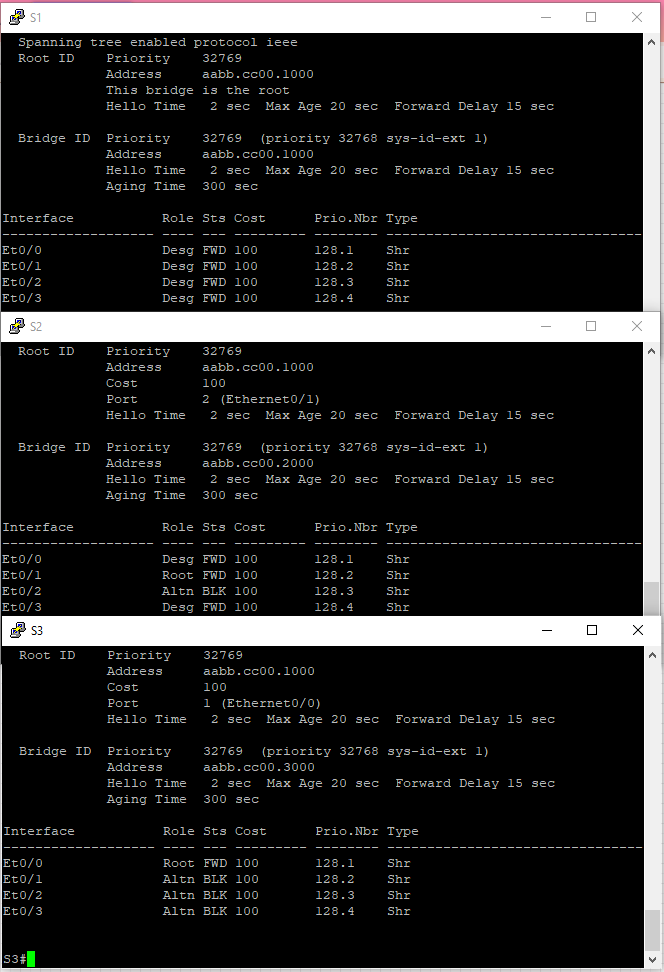 S1
Spanning tree enabled protocol ieee
Root ID Priority 32769
Address aabb.cc00.1000
This bridge is the root
Hello Time 2 sec Max Age 20 sec Forward Delay 15 sec
Bridge ID Priority 32769 (priority 32768 sys-id-ext 1)
Address aabb.cc00.1000
Hello Time 2 sec Max Age 20 sec Forward Delay 15 sec
Aging Time 300 sec
Interface Role Sts Cost Prio.Nbr Type
------------------- ---- --- --------- -------- --------------------------------
Et0/0 Desg FWD 100 128.1 Shr
Et0/1 Desg FWD 100 128.2 Shr
Et0/2 Desg FWD 100 128.3 Shr
Et0/3 Desg FWD 100 128.4 Shr
S2
Root ID Priority 32769
Address aabb.cc00.1000
Cost 100
Port 2 (Ethernet0/1)
Hello Time 2 sec Max Age 20 sec Forward Delay 15 sec
Bridge ID Priority 32769 (priority 32768 sys-id-ext 1)
Address aabb.cc00.2000
Hello Time 2 sec Max Age 20 sec Forward Delay 15 sec
Aging Time 300 sec
Interface Role Sts Cost Prio.Nbr Type
------------------- ---- --- --------- -------- --------------------------------
Et0/0 Desg FWD 100 128.1 Shr
Et0/1 Root FWD 100 128.2 Shr
Et0/2 Altn BLK 100 128.3 Shr
Et0/3 Desg FWD 100 128.4 Shr
S3
Root ID Priority 32769
Address aabb.cc00.1000
Cost 100
Port 1 (Ethernet0/0)
Hello Time 2 sec Max Age 20 sec Forward Delay 15 sec
Bridge ID Priority 32769 (priority 32768 sys-id-ext 1)
Address aabb.cc00.3000
Hello Time 2 sec Max Age 20 sec Forward Delay 15 sec
Aging Time 300 sec
Interface Role Sts Cost Prio.Nbr Type
------------------- ---- --- --------- -------- --------------------------------
Et0/0 Root FWD 100 128.1 Shr
Et0/1 Altn BLK 100 128.2 Shr
Et0/2 Altn BLK 100 128.3 Shr
Et0/3 Altn BLK 100 128.4 Shr
S3#